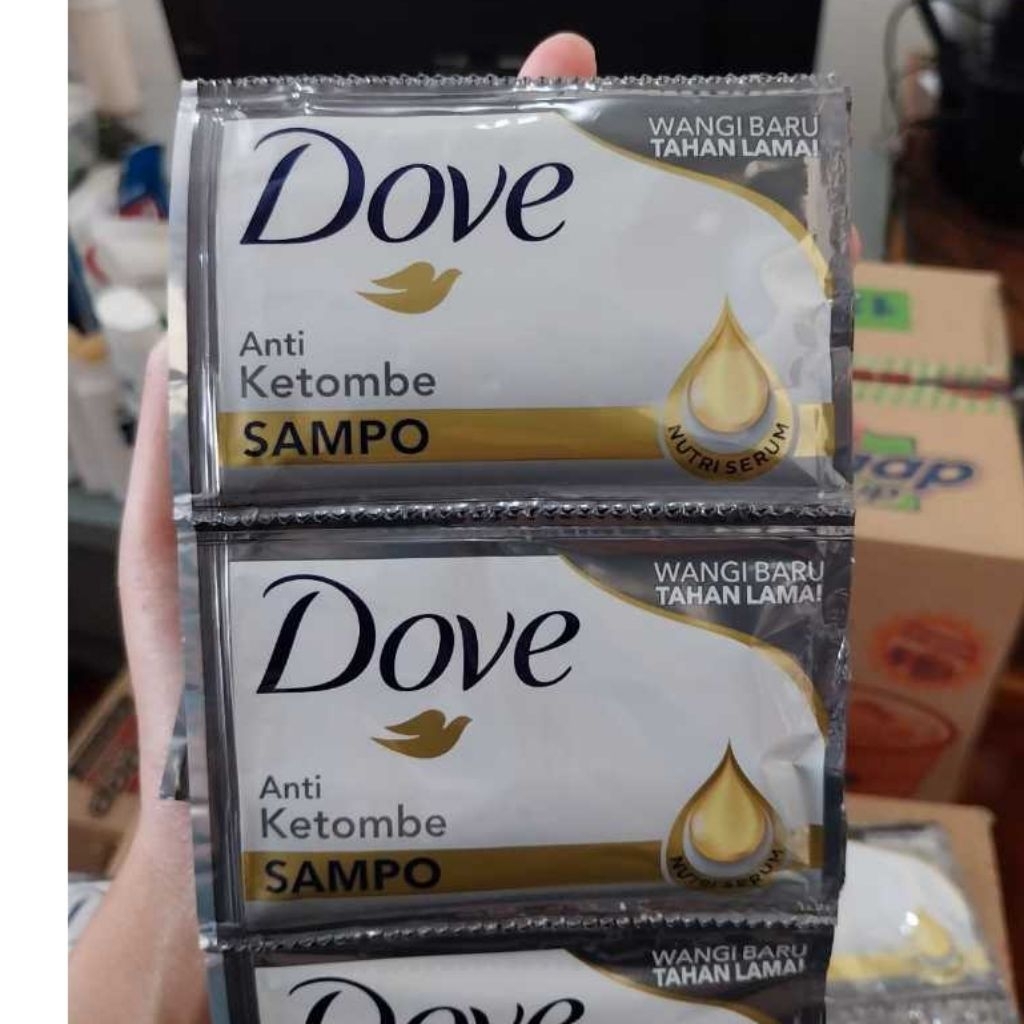 Dove
WANGI BARU
TAHAN LAMA!
Anti
Ketombe
SAMPO
NUTRI SERUM
Dove
WANGI BARU
TAHAN LAMA!
Anti
Ketombe
SAMPO
NUTRI SERUM
WANGI BARU
TAHAN LAMA!
Dove